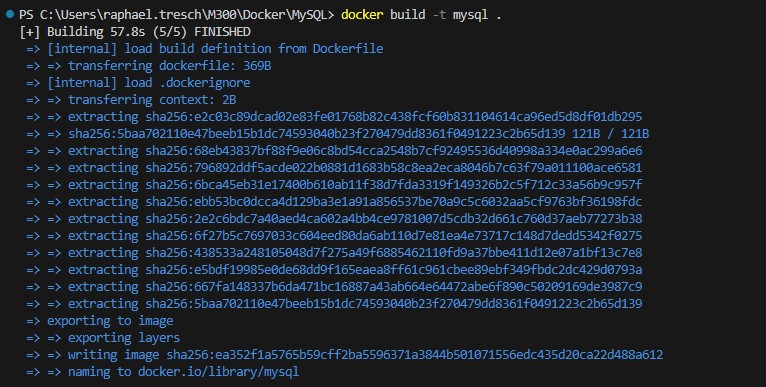 PS C:\Users\raphael.tresch\M300\Docker\MySQL> docker build -t mysql .
[+] Building 57.8s (5/5) FINISHED
=> [internal] load build definition from Dockerfile
=> => transferring dockerfile: 369B
=> [internal] load .dockerignore
=> => transferring context: 2B
=> => extracting sha256:e2c03c89dcad02e83fe01768b82c438fcf60b831104614ca96ed5d8df01db295
=> => sha256:5baa702110e47beeb15b1dc74593040b23f270479dd8361f0491223c2b65d139 121B / 121B
=> => extracting sha256:68eb43837bf88f9e06c8bd54cca2548b7cf92495536d40998a334e0ac299a6e6
=> => extracting sha256:796892ddf5acde022b0881d1683b58c8ea2eca8046b7c63f79a011100ace6581
=> => extracting sha256:6bca45eb31e17400b610ab11f38d7fda3319f149326b2c5f712c33a56b9c957f
=> => extracting sha256:ebb53bc0dcca4d129ba3e1a91a856537be70a9c5c6032aa5cf9763bf36198fdc
=> => extracting sha256:2e2c6bdc7a40aed4ca602a4bb4ce9781007d5cdb32d661c760d37aeb77273b38
=> => extracting sha256:6f27b5c7697033c604eed80da6ab110d7e81ea4e73717c148d7dedd5342f0275
=> => extracting sha256:438533a248105048d7f275a49f6885462110fd9a37bbe411d12e07a1bf13c7e8
=> => extracting sha256:e5bdf19985e0de68dd9f165eaea8ff61c961cbee89ebf349fbdc2dc429d0793a
=> => extracting sha256:667fa148337b6da471bc16887a43ab664e64472abe6f890c50209169de3987c9
=> => extracting sha256:5baa702110e47beeb15b1dc74593040b23f270479dd8361f0491223c2b65d139
=> exporting to image
=> => exporting layers
=> => writing image sha256:ea352f1a5765b59cff2ba5596371a3844b501071556edc435d20ca22d488a612
=> => naming to docker.io/library/mysql